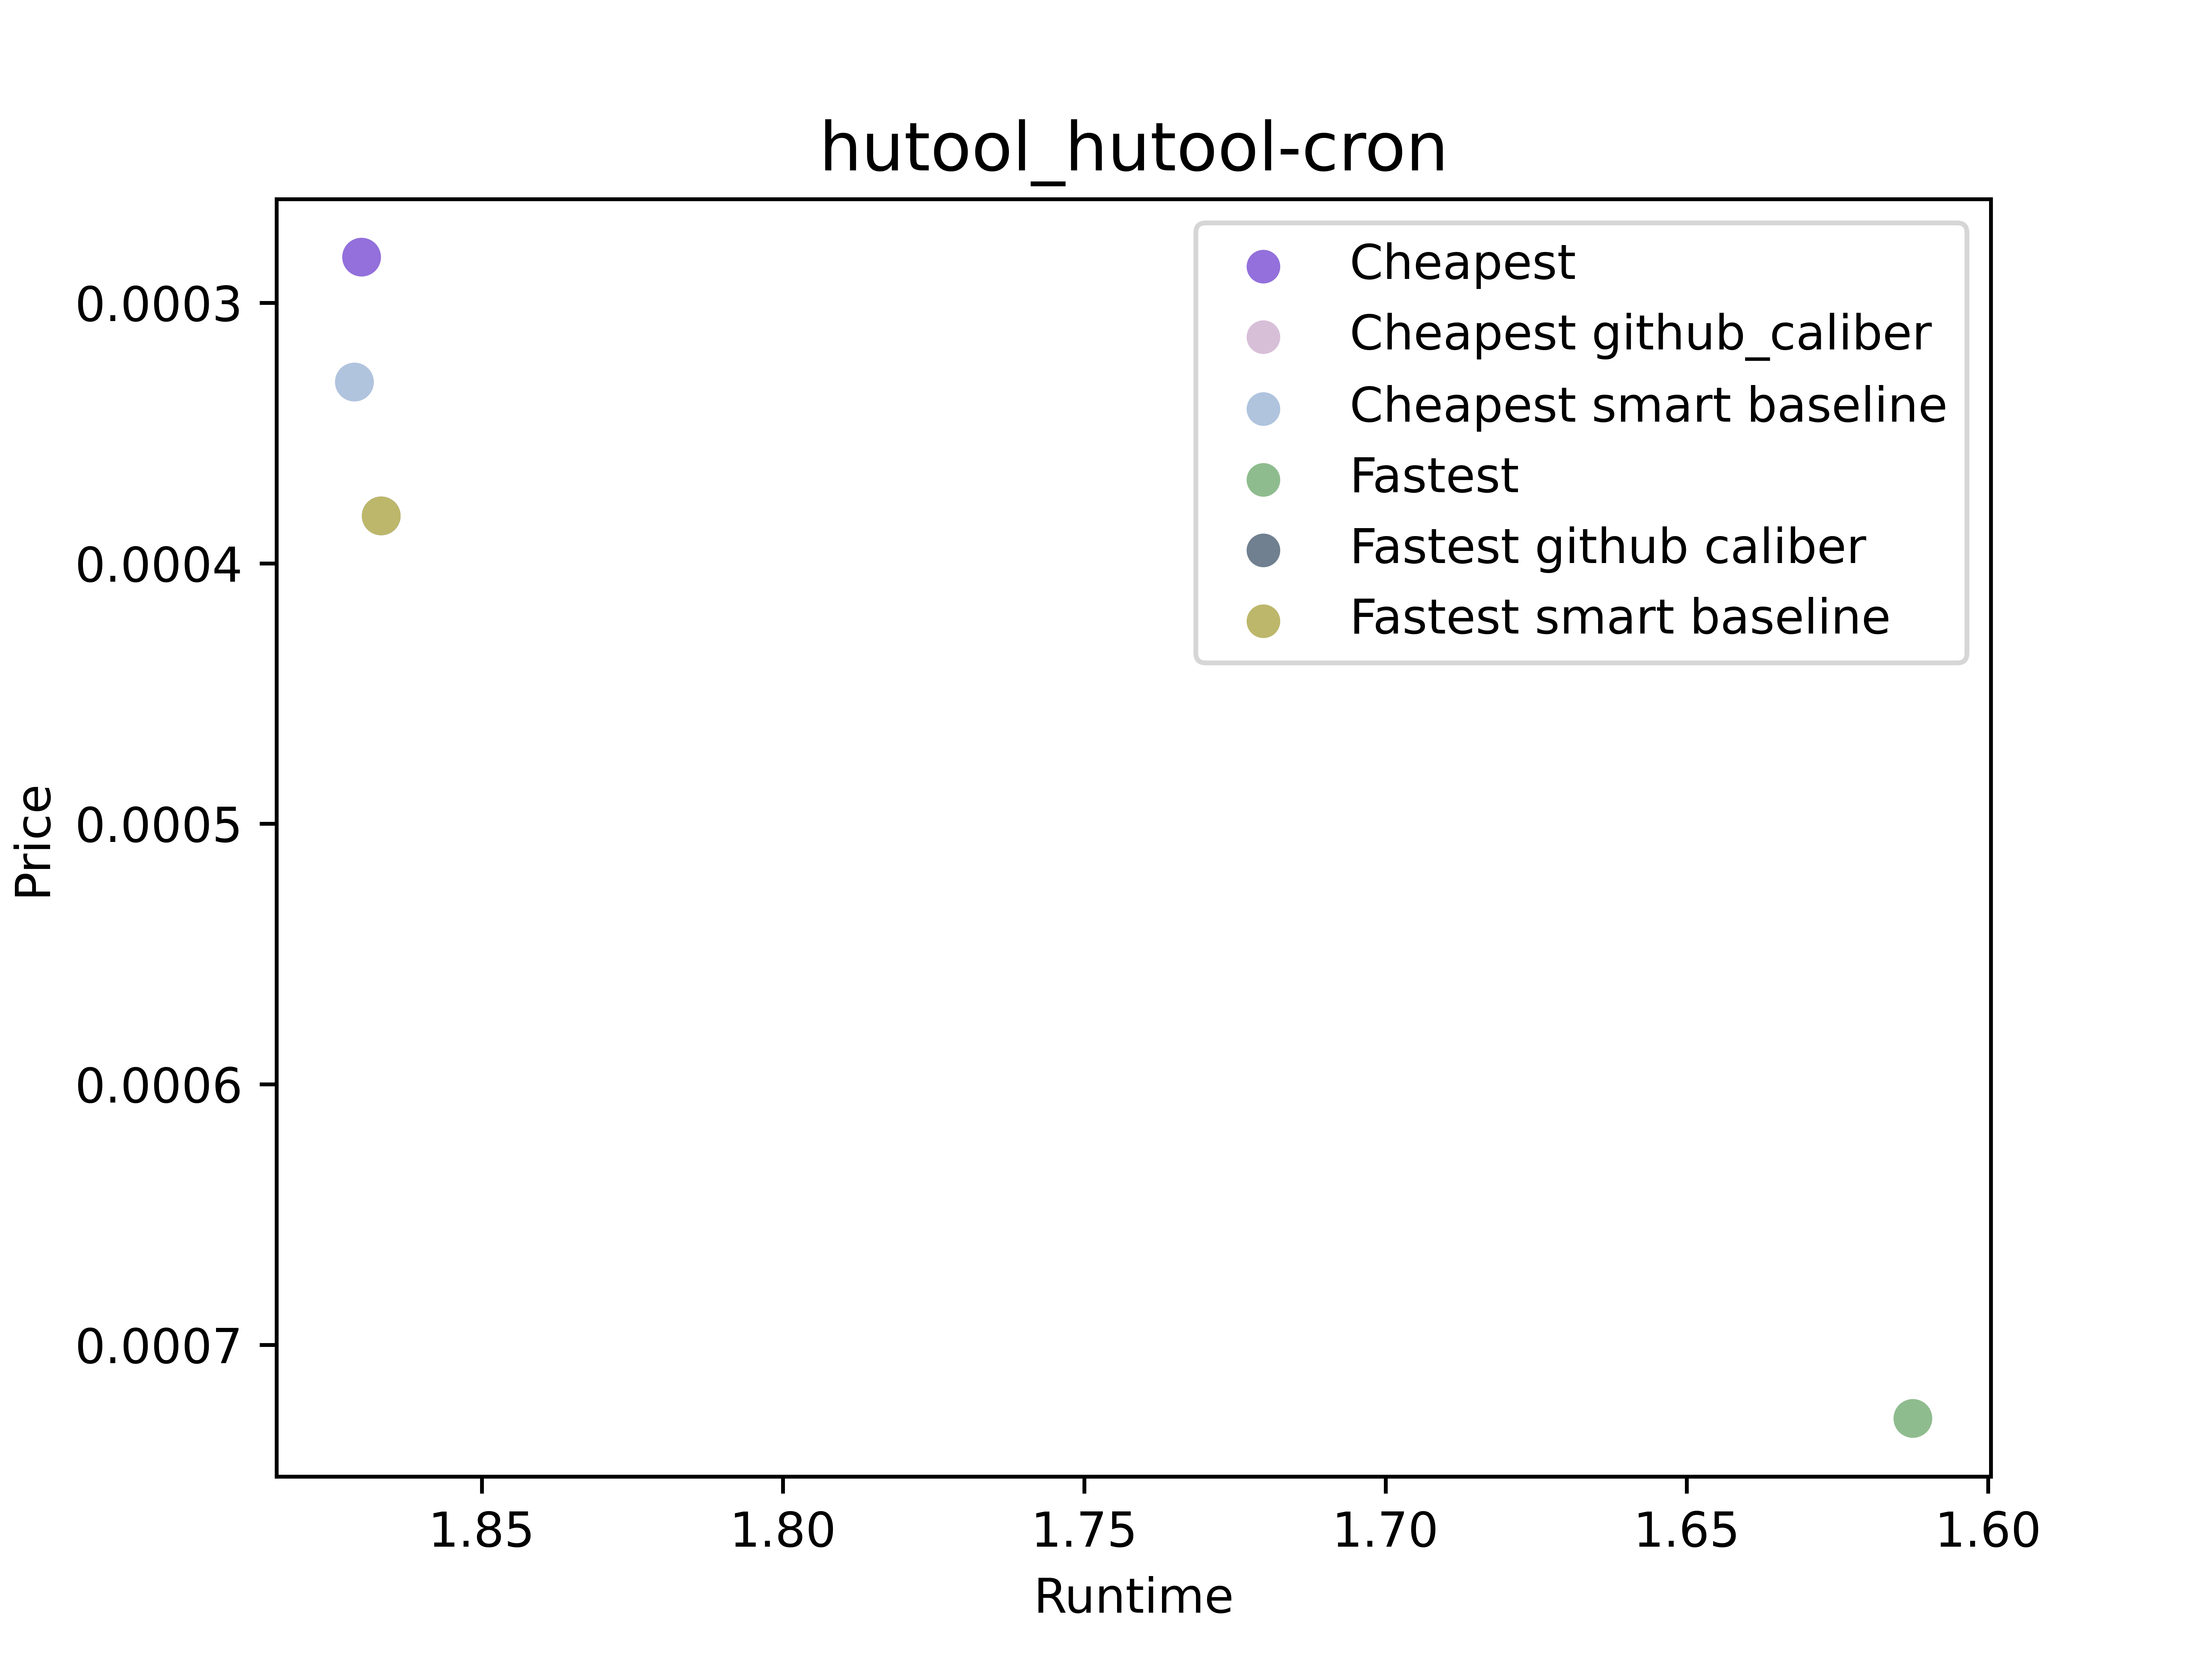 hutool_hutool-cron
Cheapest
Cheapest github_caliber
Cheapest smart baseline
Fastest
Fastest github caliber
Fastest smart baseline
Price
0.0003
0.0004
0.0005
0.0006
0.0007
1.85 1.80 1.75 1.70 1.65 1.60
Runtime